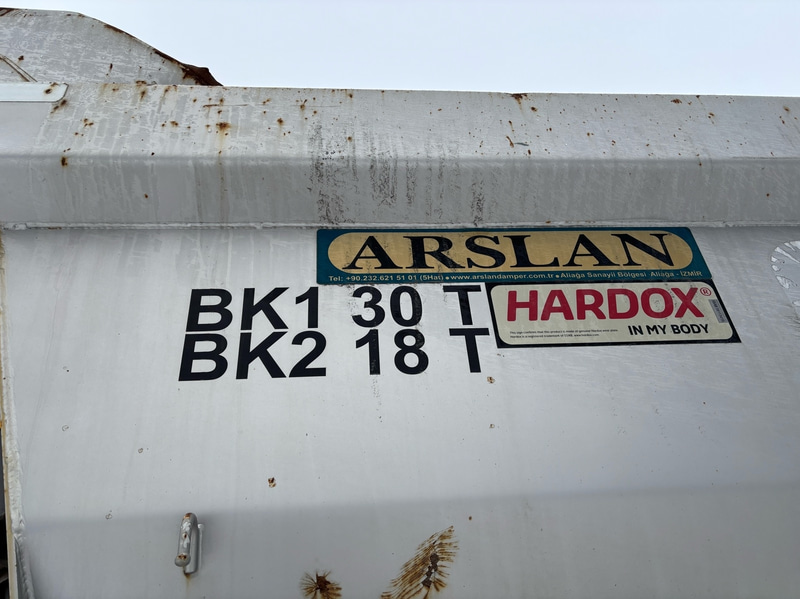 ARSLAN
Tel: +90.232.621 51 01 (5Hat) • www.arslandamper.com.tr • Aliağa Sanayii Bölgesi Aliağa - İZMİR
BK1 30 T
HARDOX®
IN MY BODY
BK2 18 T